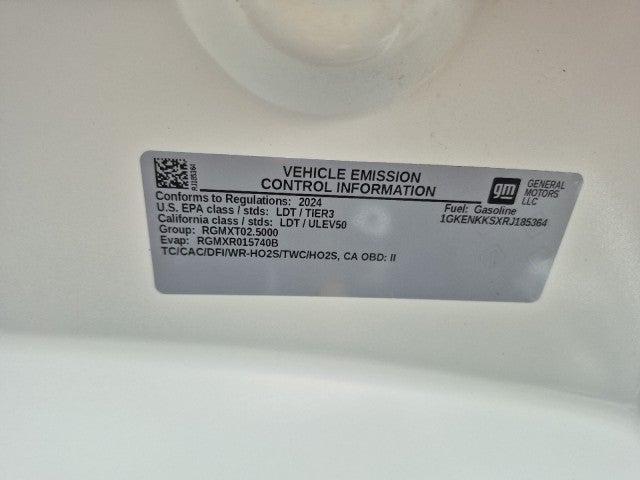 RJ185364
VEHICLE EMISSION
CONTROL INFORMATION
gm
GENERAL
MOTORS
LLC
Conforms to Regulations: 2024
U.S. EPA class / stds: LDT / TIER3
California class / stds: LDT / ULEV50
Group: RGMXT02.5000
Evap: RGMXR015740B
TC/CAC/DFI/WR-HO2S/TWC/HO2S, CA OBD: II
Fuel: Gasoline
1GKENKKSXRJ185364